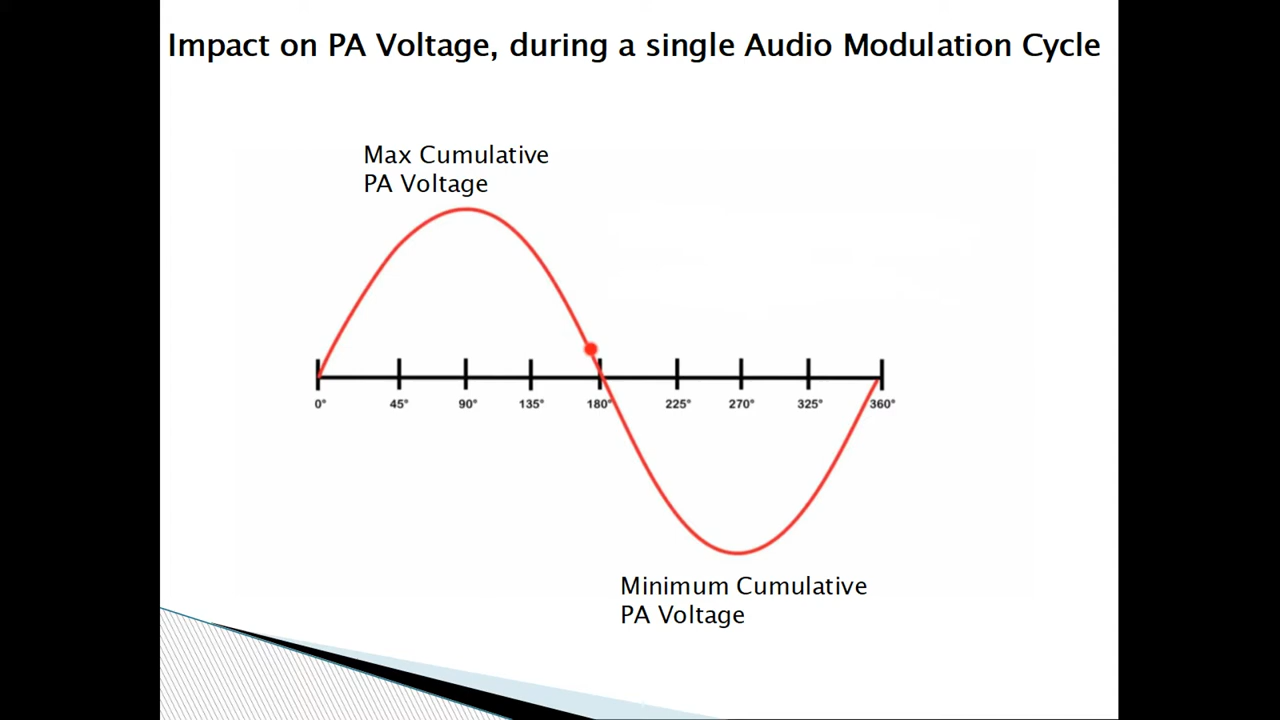 Impact on PA Voltage, during a single Audio Modulation Cycle
Max Cumulative
PA Voltage
0° 45° 90° 135° 180° 225° 270° 325° 360°
Minimum Cumulative
PA Voltage